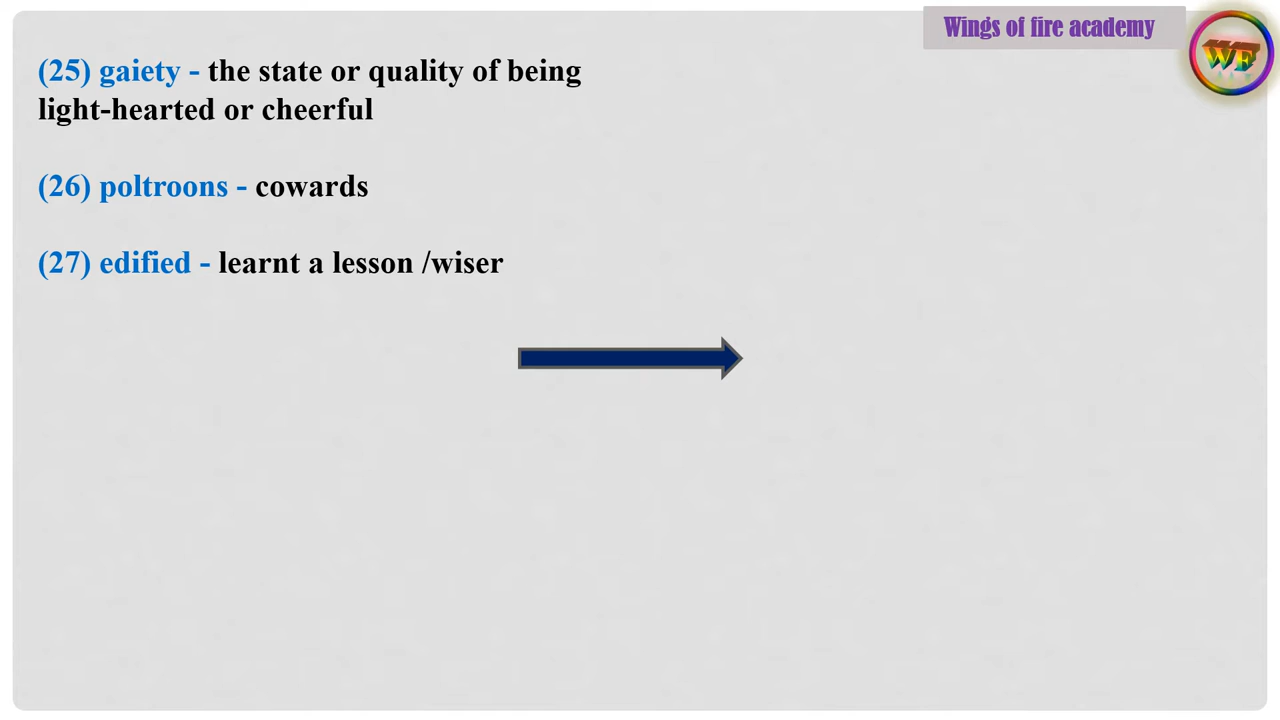 Wings of fire academy
WF
(25) gaiety - the state or quality of being
light-hearted or cheerful
(26) poltroons - cowards
(27) edified - learnt a lesson /wiser